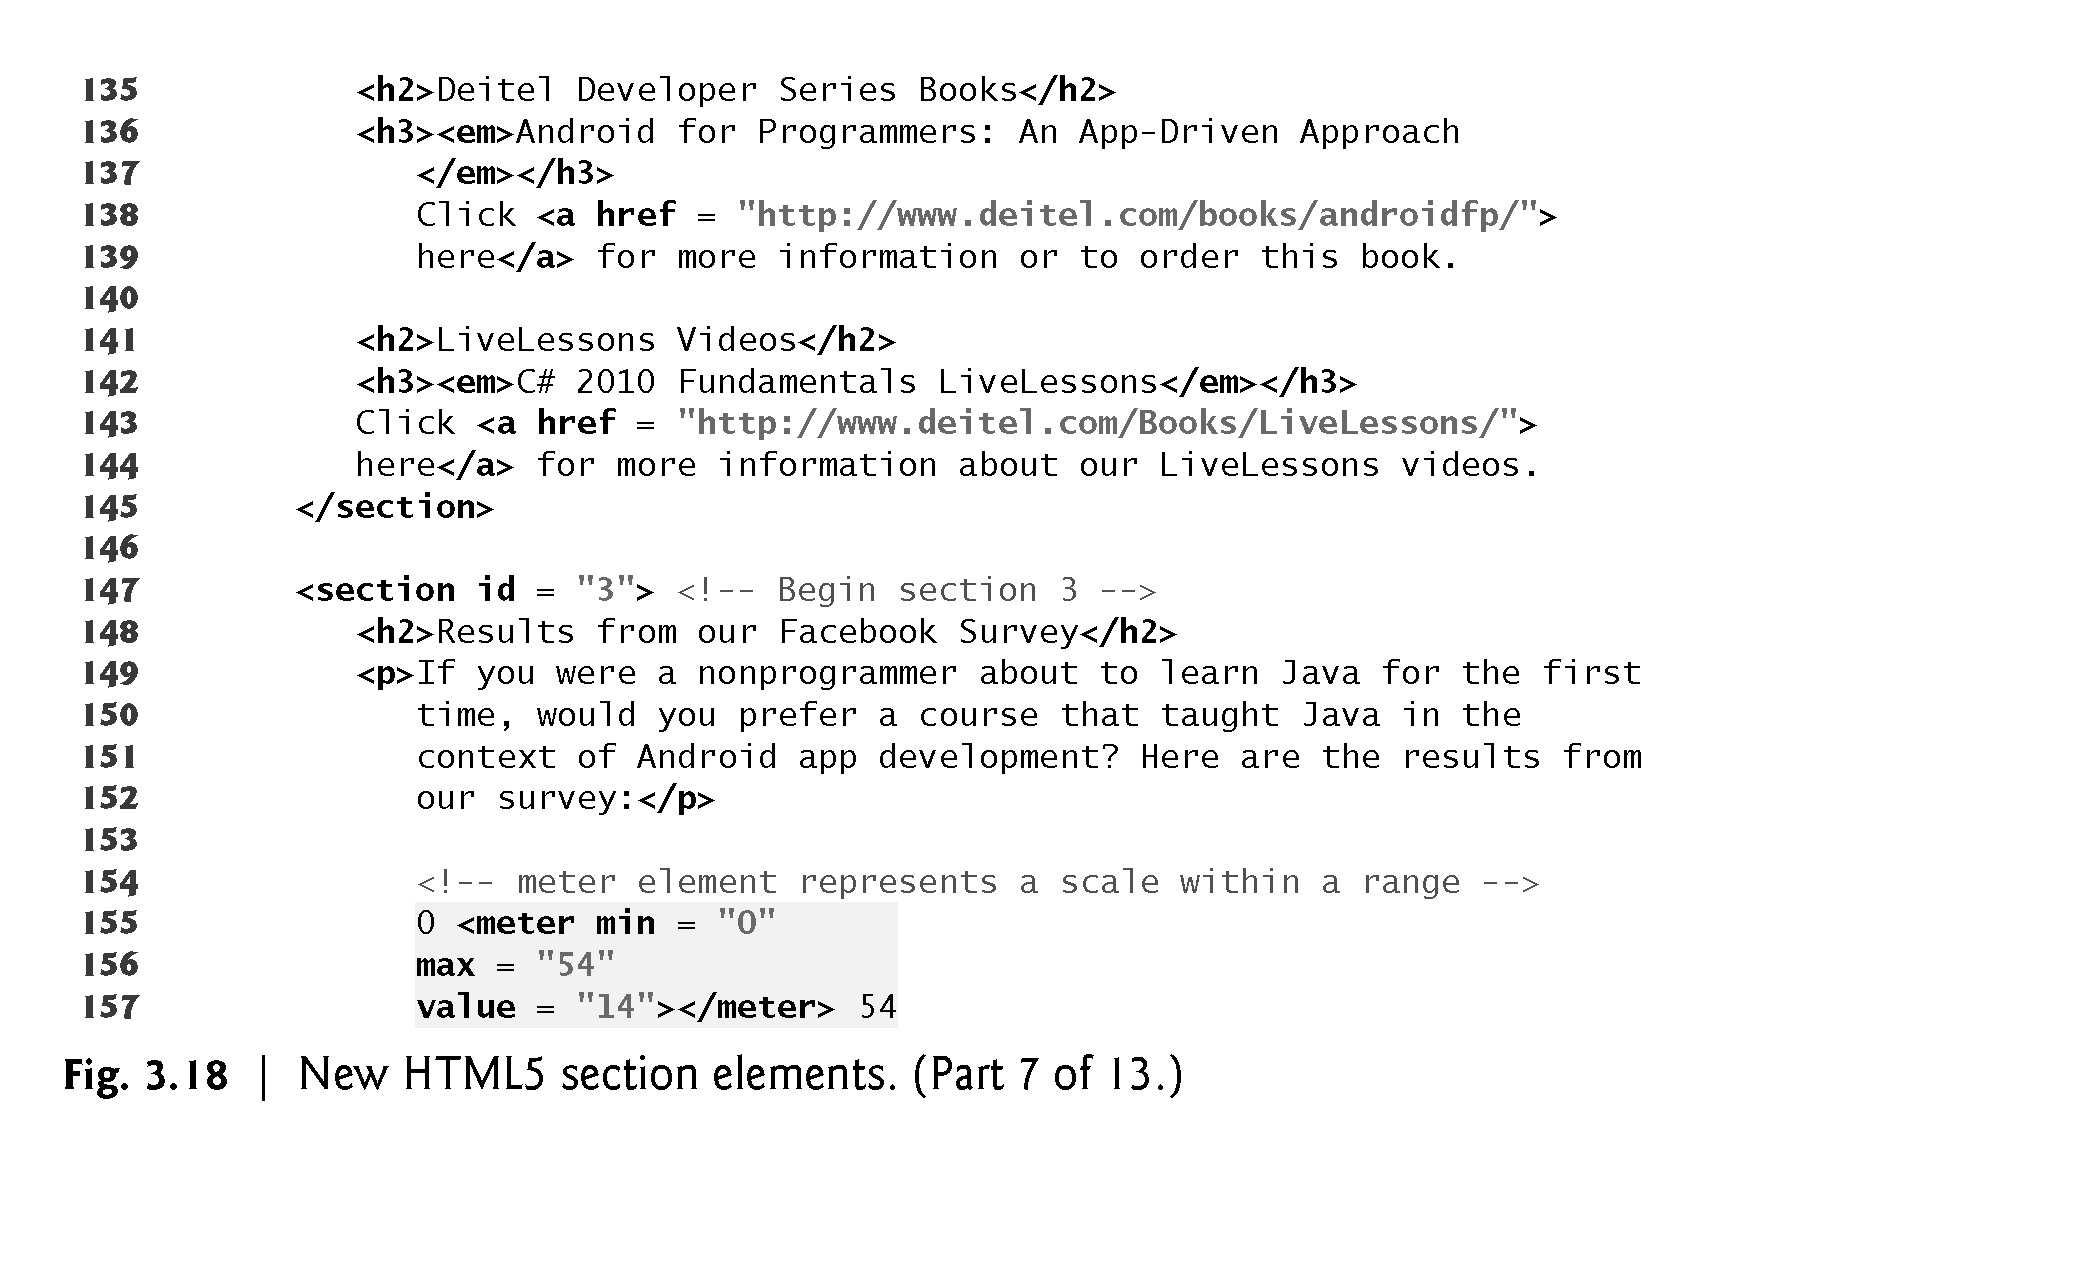 135 <h2>Deitel Developer Series Books</h2>
136 <h3><em>Android for Programmers: An App-Driven Approach
137 </em></h3>
138 Click <a href = "http://www.deitel.com/books/androidfp/">
139 here</a> for more information or to order this book.
140
141 <h2>LiveLessons Videos</h2>
142 <h3><em>C# 2010 Fundamentals LiveLessons</em></h3>
143 Click <a href = "http://www.deitel.com/Books/LiveLessons/">
144 here</a> for more information about our LiveLessons videos.
145 </section>
146
147 <section id = "3"> <!-- Begin section 3 -->
148 <h2>Results from our Facebook Survey</h2>
149 <p>If you were a nonprogrammer about to learn Java for the first
150 time, would you prefer a course that taught Java in the
151 context of Android app development? Here are the results from
152 our survey:</p>
153
154 <!-- meter element represents a scale within a range -->
155 0 <meter min = "0"
156 max = "54"
157 value = "14"></meter> 54
Fig. 3.18 | New HTML5 section elements. (Part 7 of 13.)